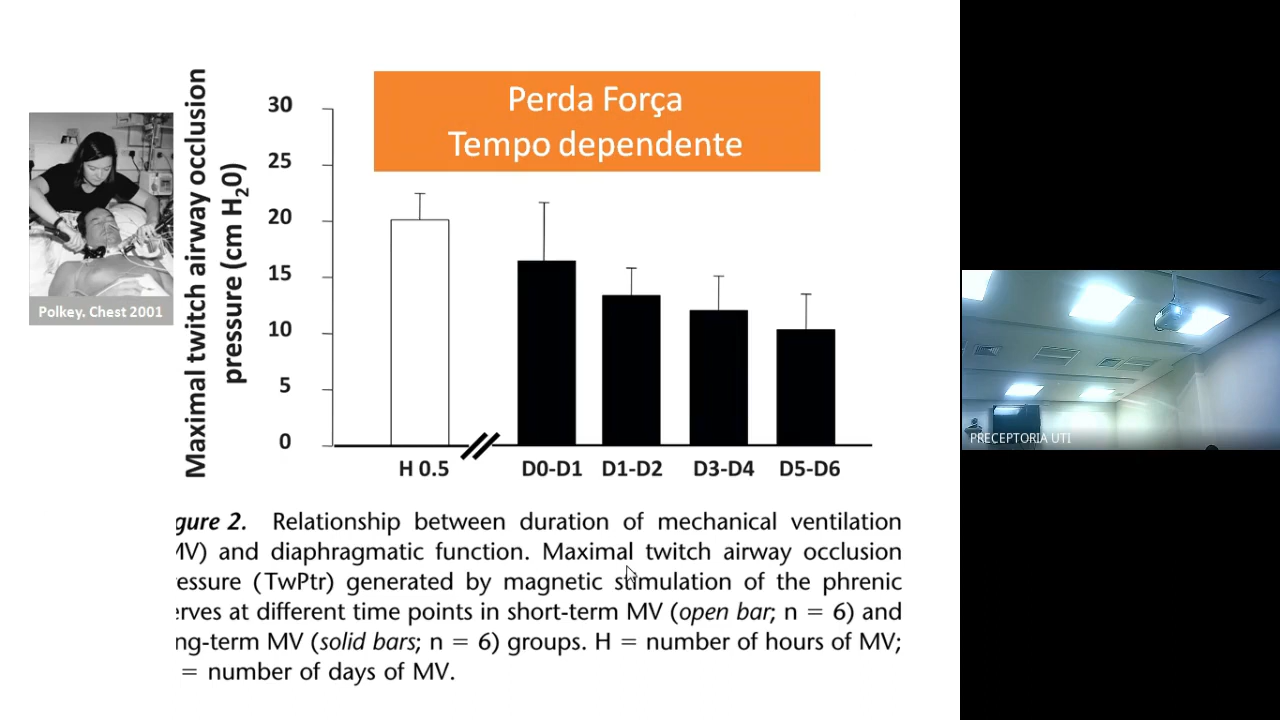 Perda Força
Tempo dependente
Maximal twitch airway occlusion
pressure (cm H₂0)
30
25
20
15
10
5
0
H 0.5
D0-D1
D1-D2
D3-D4
D5-D6
Polkey. Chest 2001
gure 2. Relationship between duration of mechanical ventilation
MV) and diaphragmatic function. Maximal twitch airway occlusion
ressure (TwPtr) generated by magnetic stimulation of the phrenic
erves at different time points in short-term MV (open bar; n = 6) and
ng-term MV (solid bars; n = 6) groups. H = number of hours of MV;
= number of days of MV.
PRECEPTORIA UTI